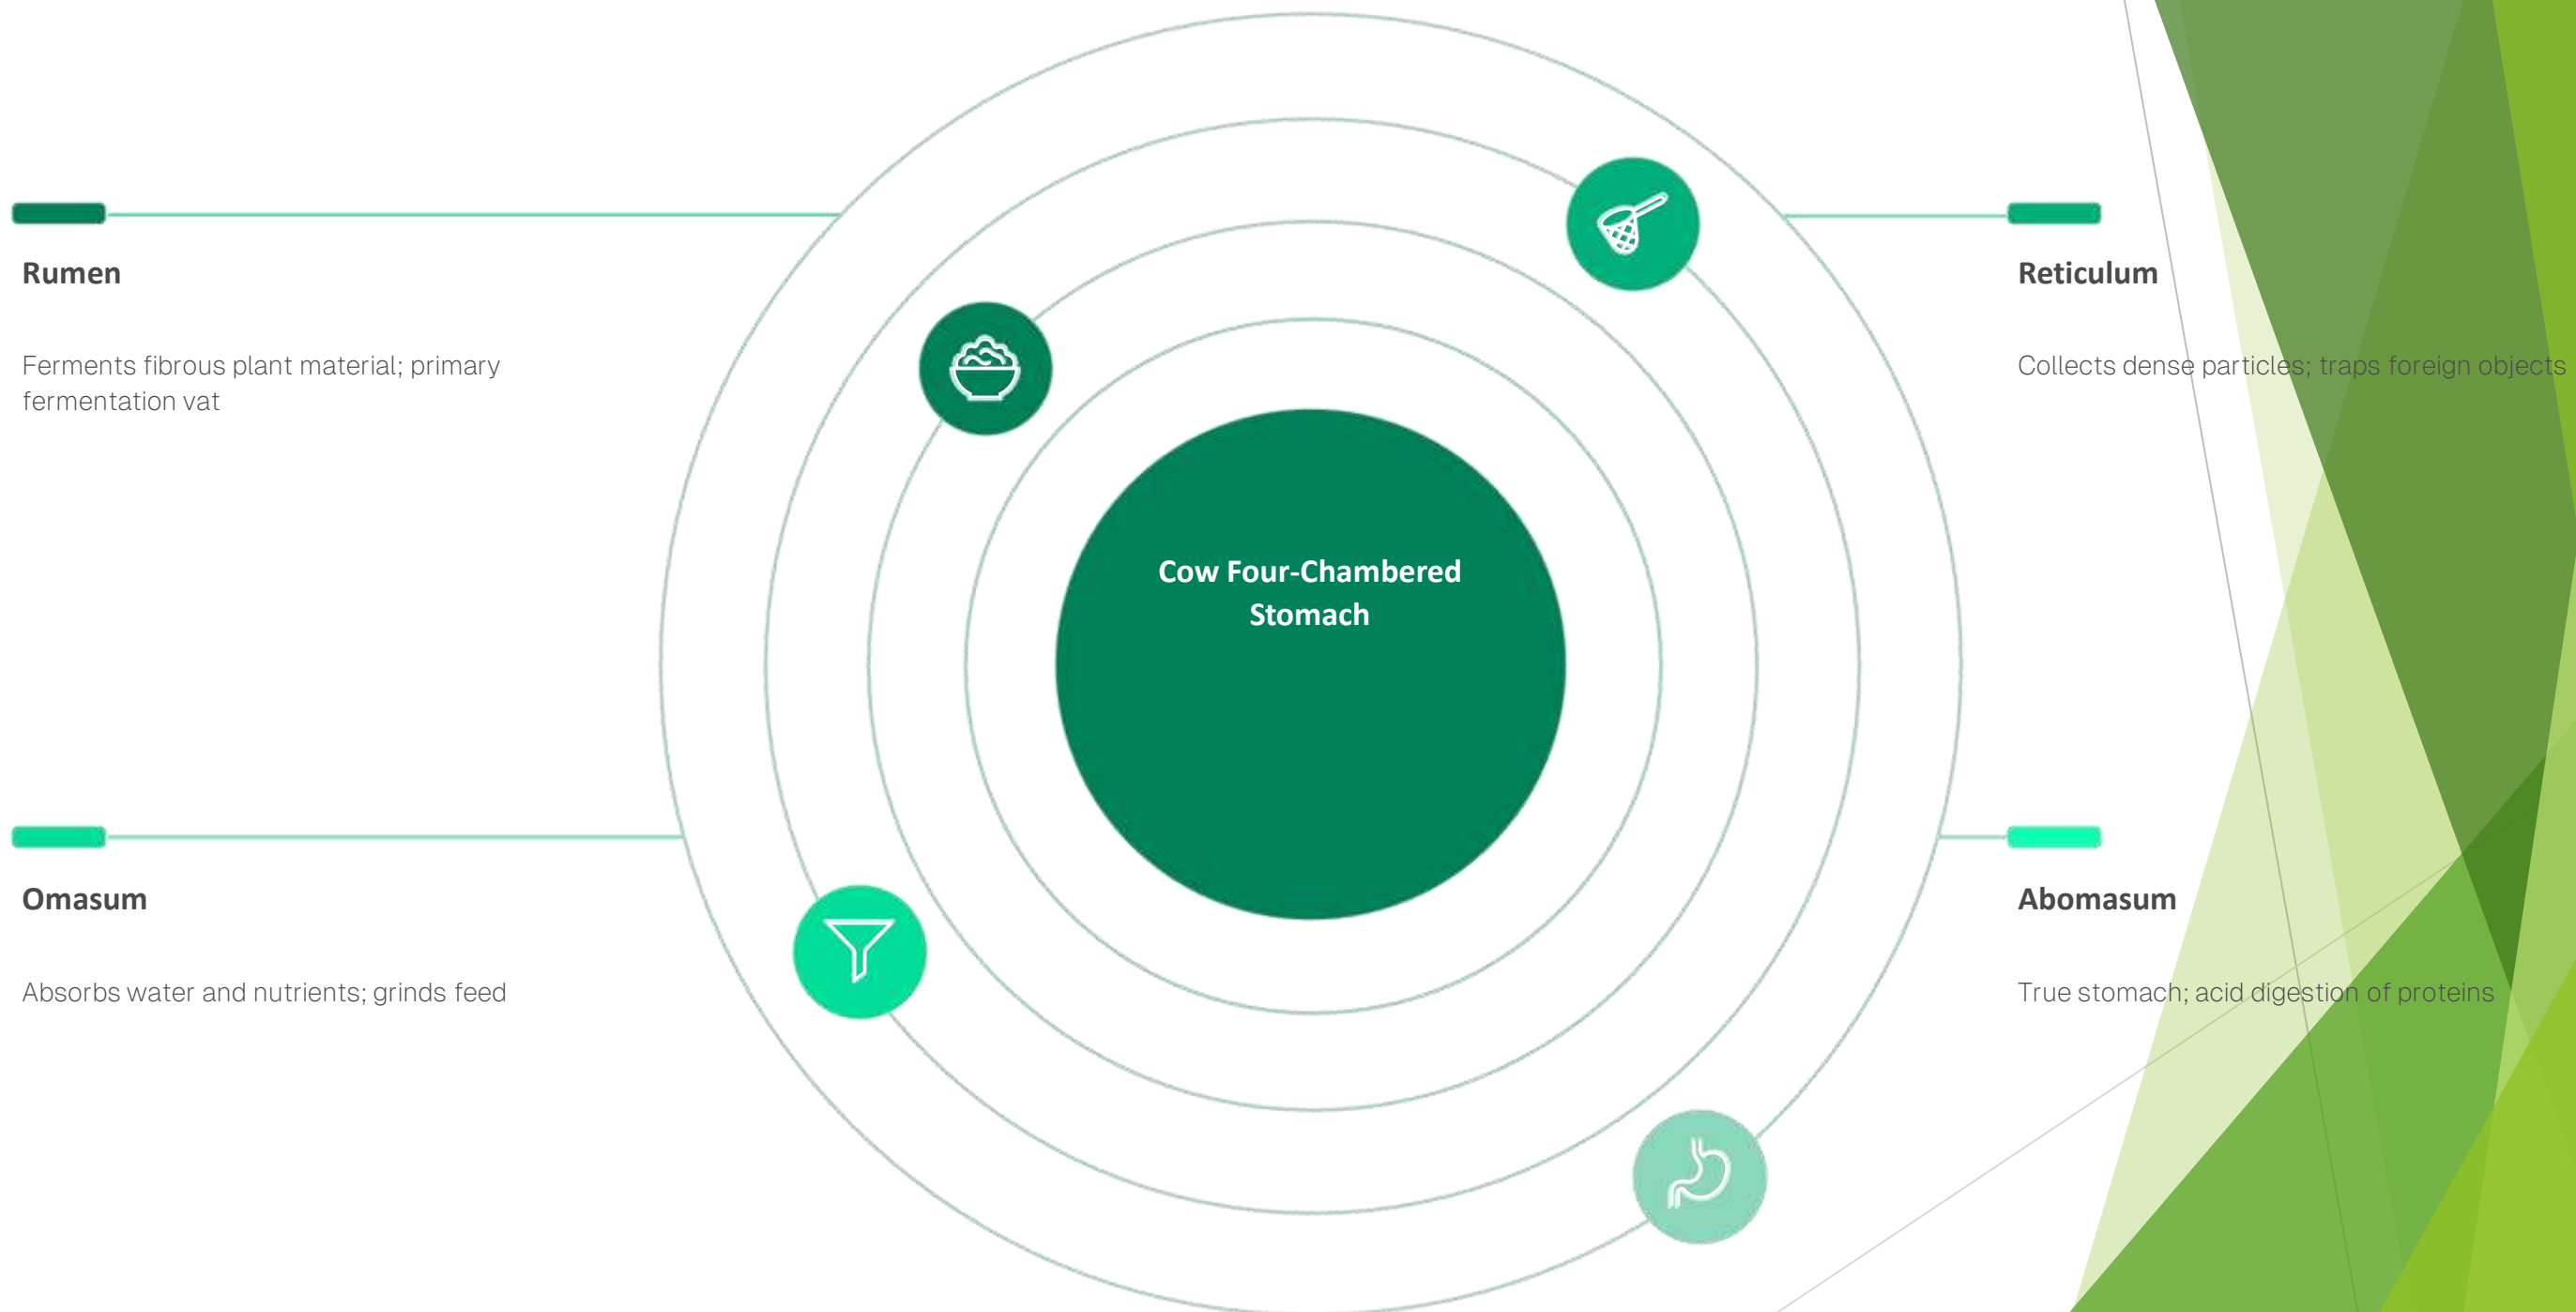 Rumen
Ferments fibrous plant material; primary
fermentation vat
Reticulum
Collects dense particles; traps foreign objects
Cow Four-Chambered
Stomach
Omasum
Absorbs water and nutrients; grinds feed
Abomasum
True stomach; acid digestion of proteins